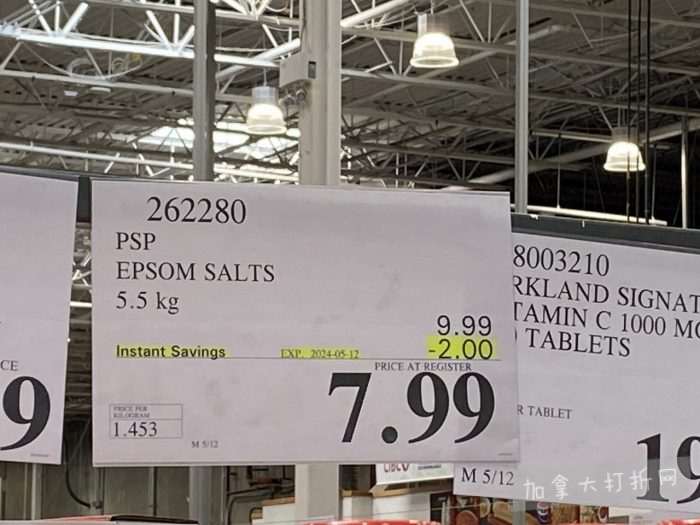 262280
PSP
EPSOM SALTS
5.5 kg
9.99
Instant Savings EXP. 2024-05-12 -2.00
PRICE AT REGISTER
7.99
PRICE PER
KILOGRAM
1.453
M 5/12
CE
9
8003210
RKLAND SIGNAT
TAMIN C 1000 MG
TABLETS
R TABLET
19
M 5/12
加拿大打折网